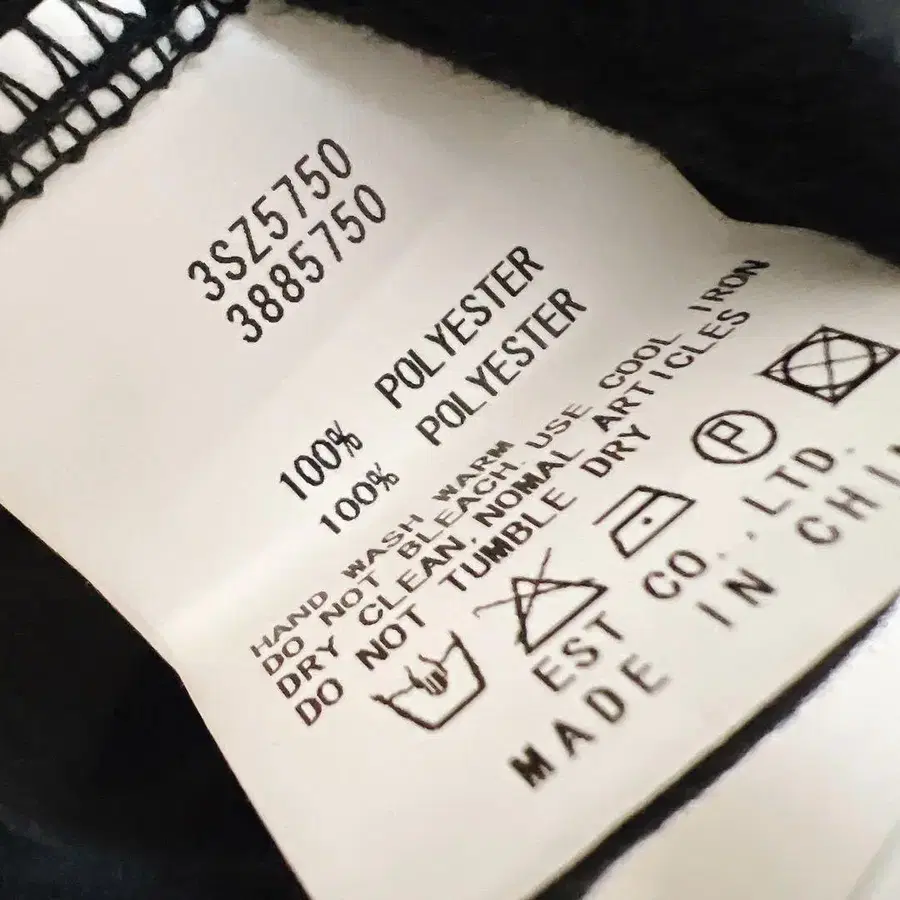 3SZ5750
3885750
100% POLYESTER
100% POLYESTER
HAND WASH WARM
DO NOT BLEACH. USE COOL IRON
DRY CLEAN, NOMAL ARTICLES
DO NOT TUMBLE DRY
P
EST CO.,LTD.
MADE IN CHIN